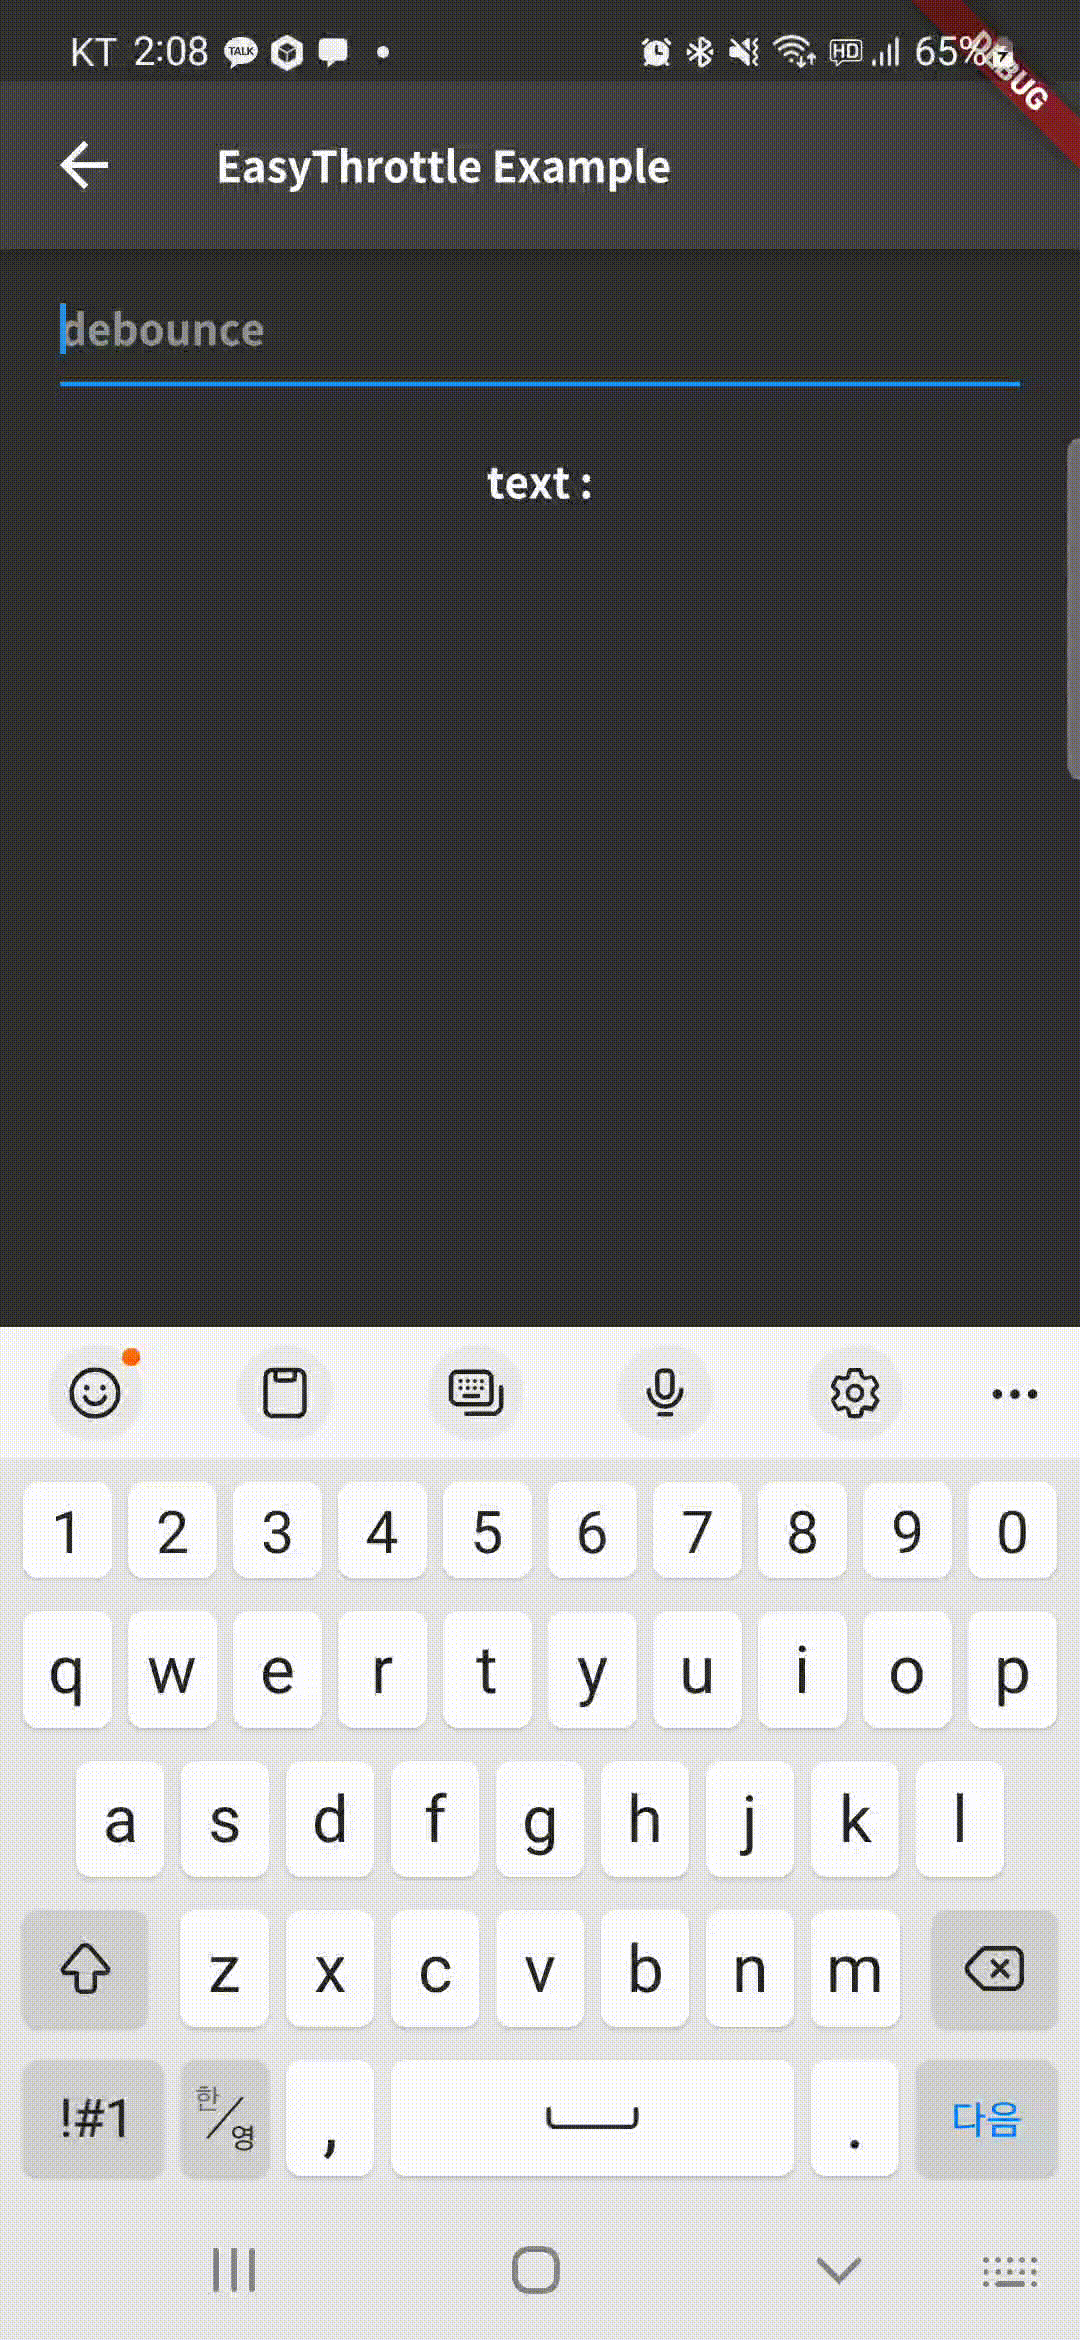 KT 2:08 TALK HD 65%
DEBUG
EasyThrottle Example
debounce
text :
1 2 3 4 5 6 7 8 9 0
q w e r t y u i o p
a s d f g h j k l
z x c v b n m
!#1 한/영 , . 다음